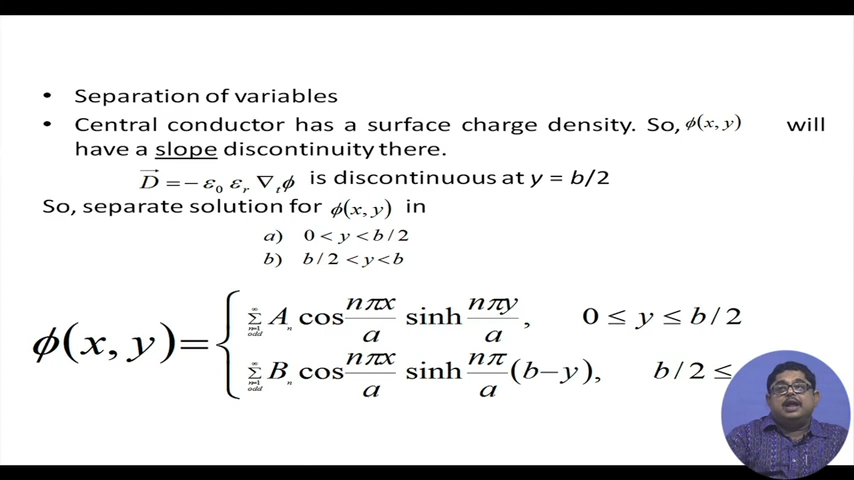 • Separation of variables
• Central conductor has a surface charge density. So, ϕ(x, y) will
have a slope discontinuity there.
D⃗ = − ε₀ εᵣ ∇ₜϕ is discontinuous at y = b/2
So, separate solution for ϕ(x, y) in
a) 0 < y < b/2
b) b/2 < y < b
ϕ(x, y) = {
∞ Σ n=1 odd Aₙ cos nπx/a sinh nπy/a, 0 ≤ y ≤ b/2
∞ Σ n=1 odd Bₙ cos nπx/a sinh nπ/a (b−y), b/2 ≤